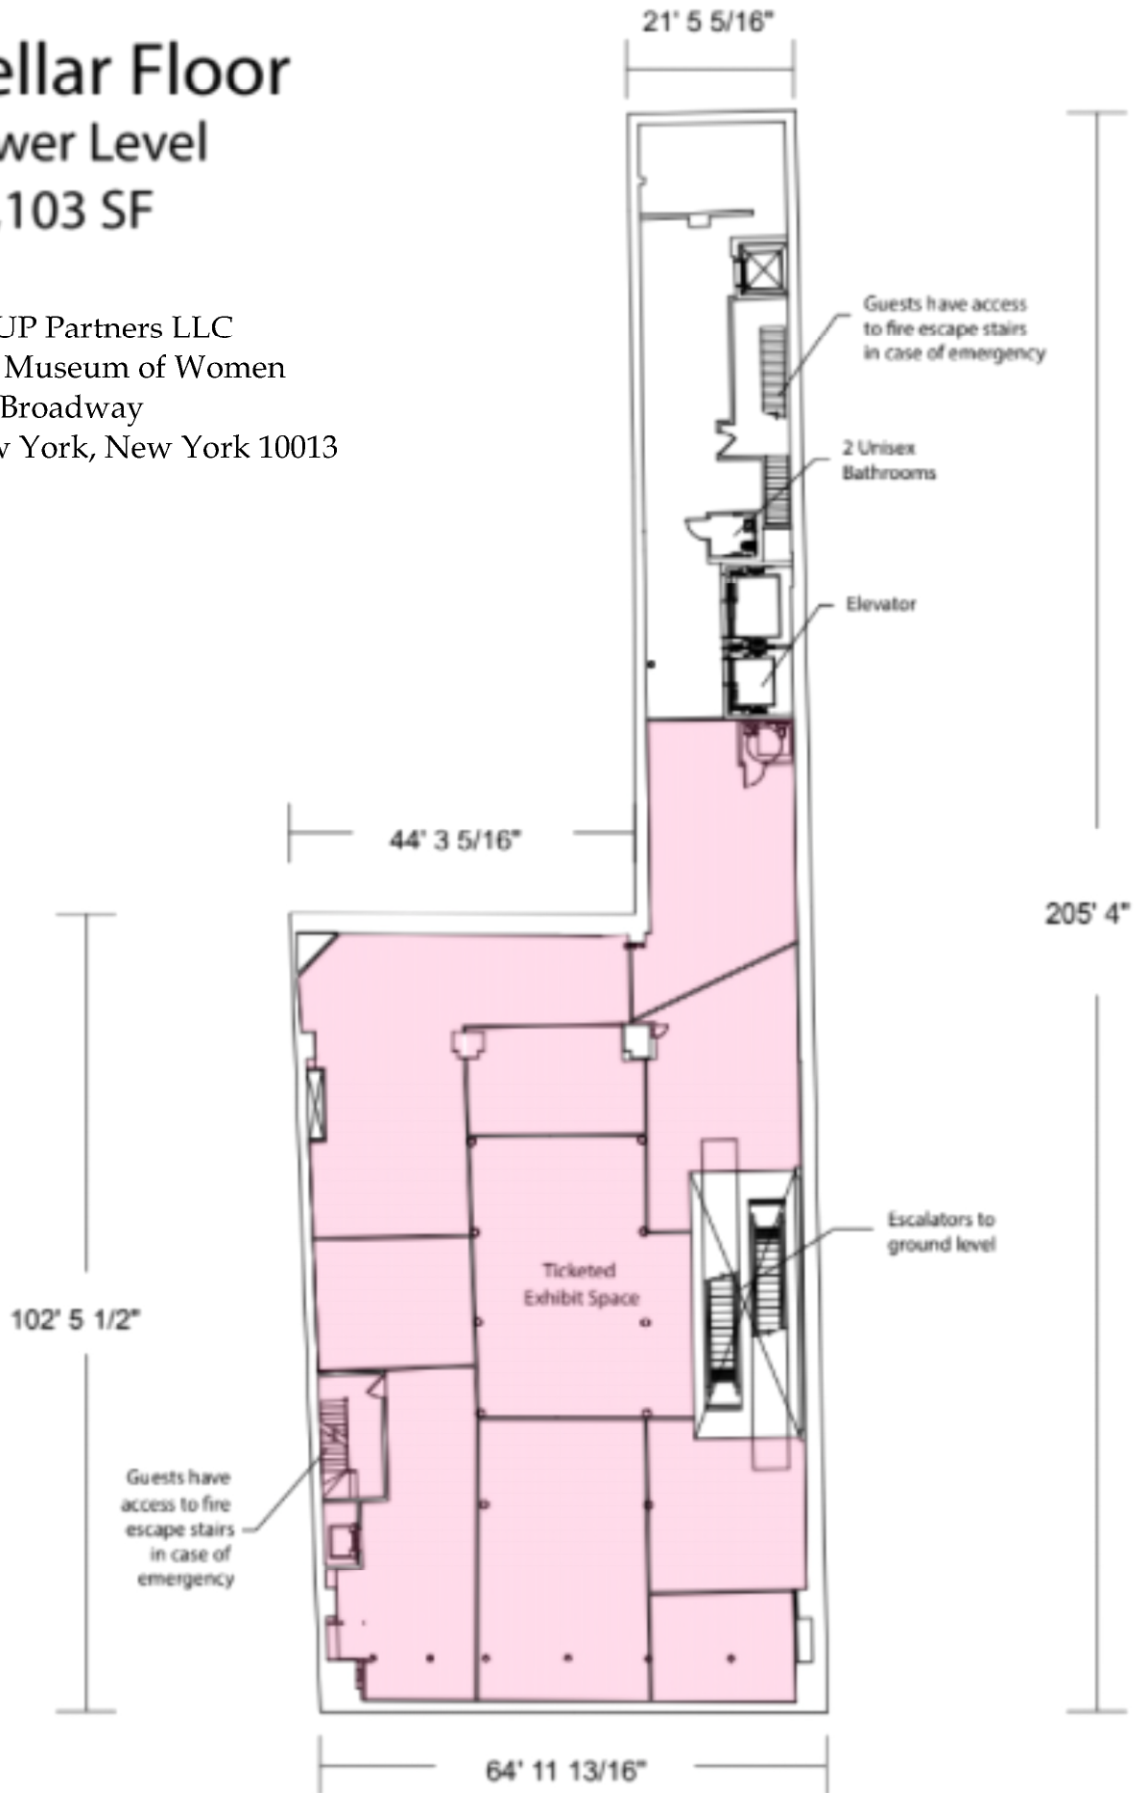 ellar Floor
wer Level
,103 SF
UP Partners LLC
Museum of Women
Broadway
w York, New York 10013
21' 5 5/16"
Guests have access
to fire escape stairs
in case of emergency
2 Unisex
Bathrooms
Elevator
44' 3 5/16"
205' 4"
Escalators to
ground level
Ticketed
Exhibit Space
102' 5 1/2"
Guests have
access to fire
escape stairs
in case of
emergency
64' 11 13/16"